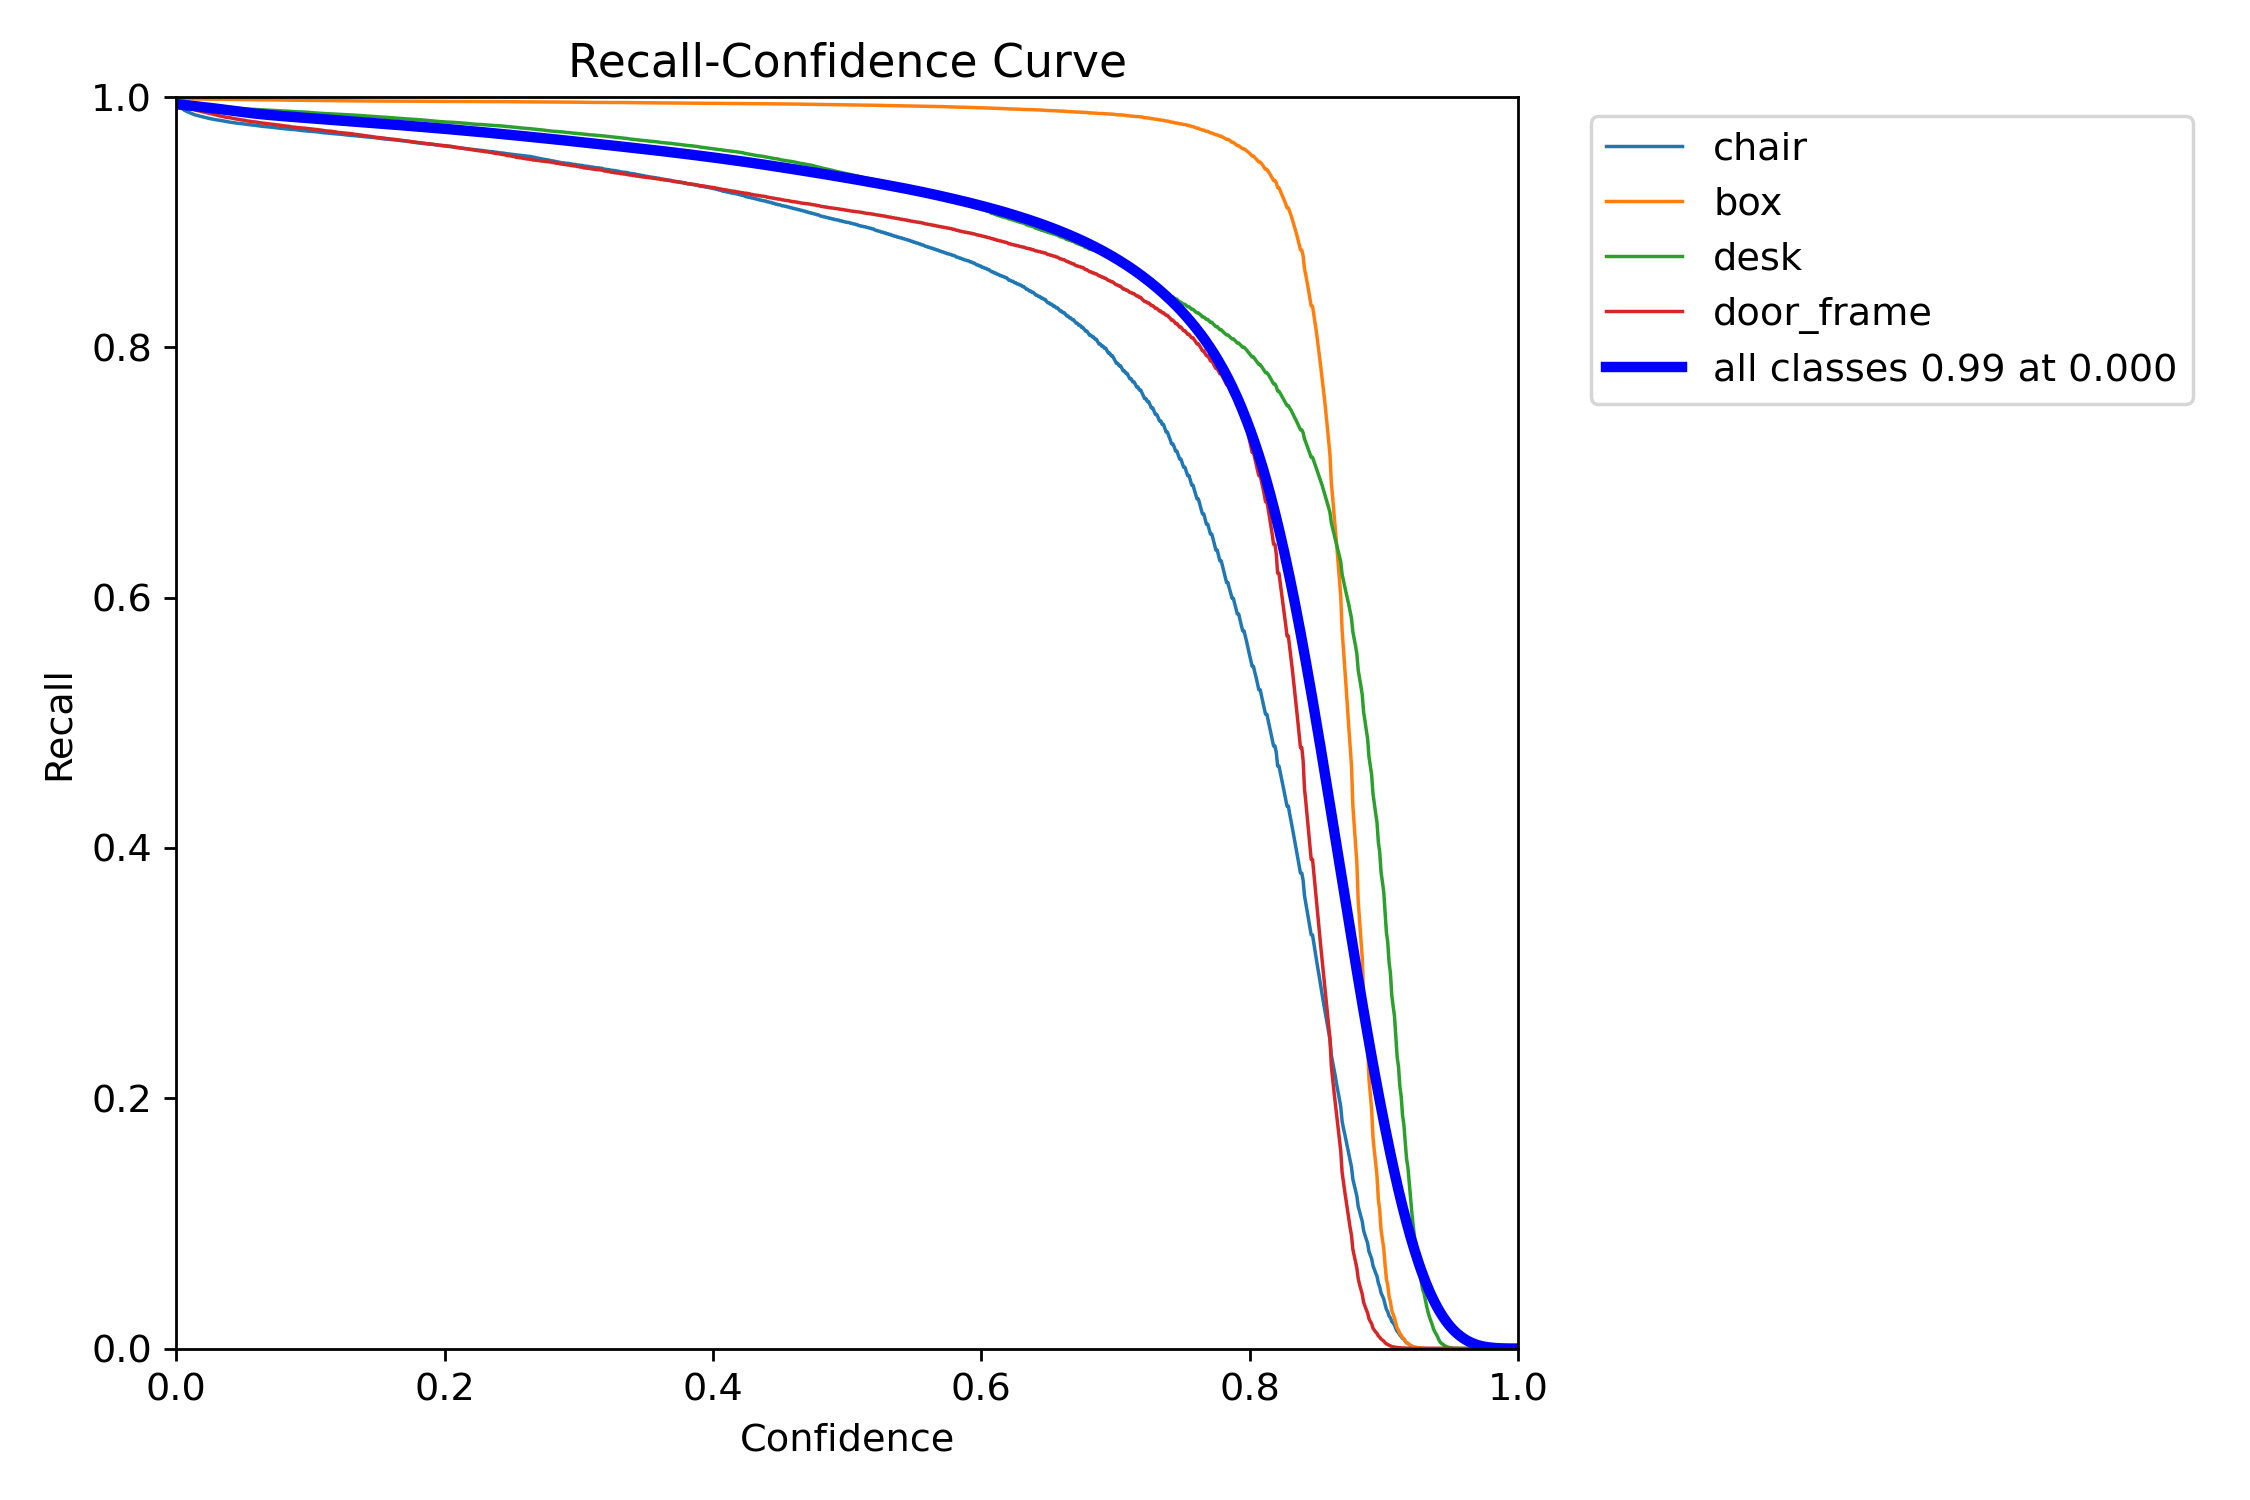 Recall-Confidence Curve
1.0
0.8
0.6
0.4
0.2
0.0
Recall
0.0 0.2 0.4 0.6 0.8 1.0
Confidence
chair
box
desk
door_frame
all classes 0.99 at 0.000